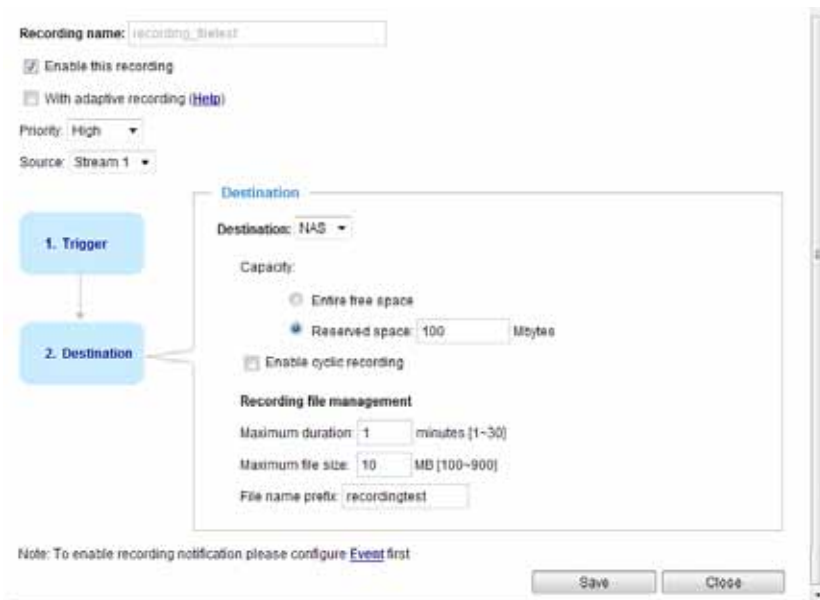 Recording name: recording_filetest
Enable this recording
With adaptive recording (Help)
Priority: High
Source: Stream 1
Destination
1. Trigger
2. Destination
Destination: NAS
Capacity:
Entire free space
Reserved space: 100 Mbytes
Enable cyclic recording
Recording file management
Maximum duration: 1 minutes [1~30]
Maximum file size: 10 MB [100~900]
File name prefix: recordingtest
Note: To enable recording notification please configure Event first
Save Close